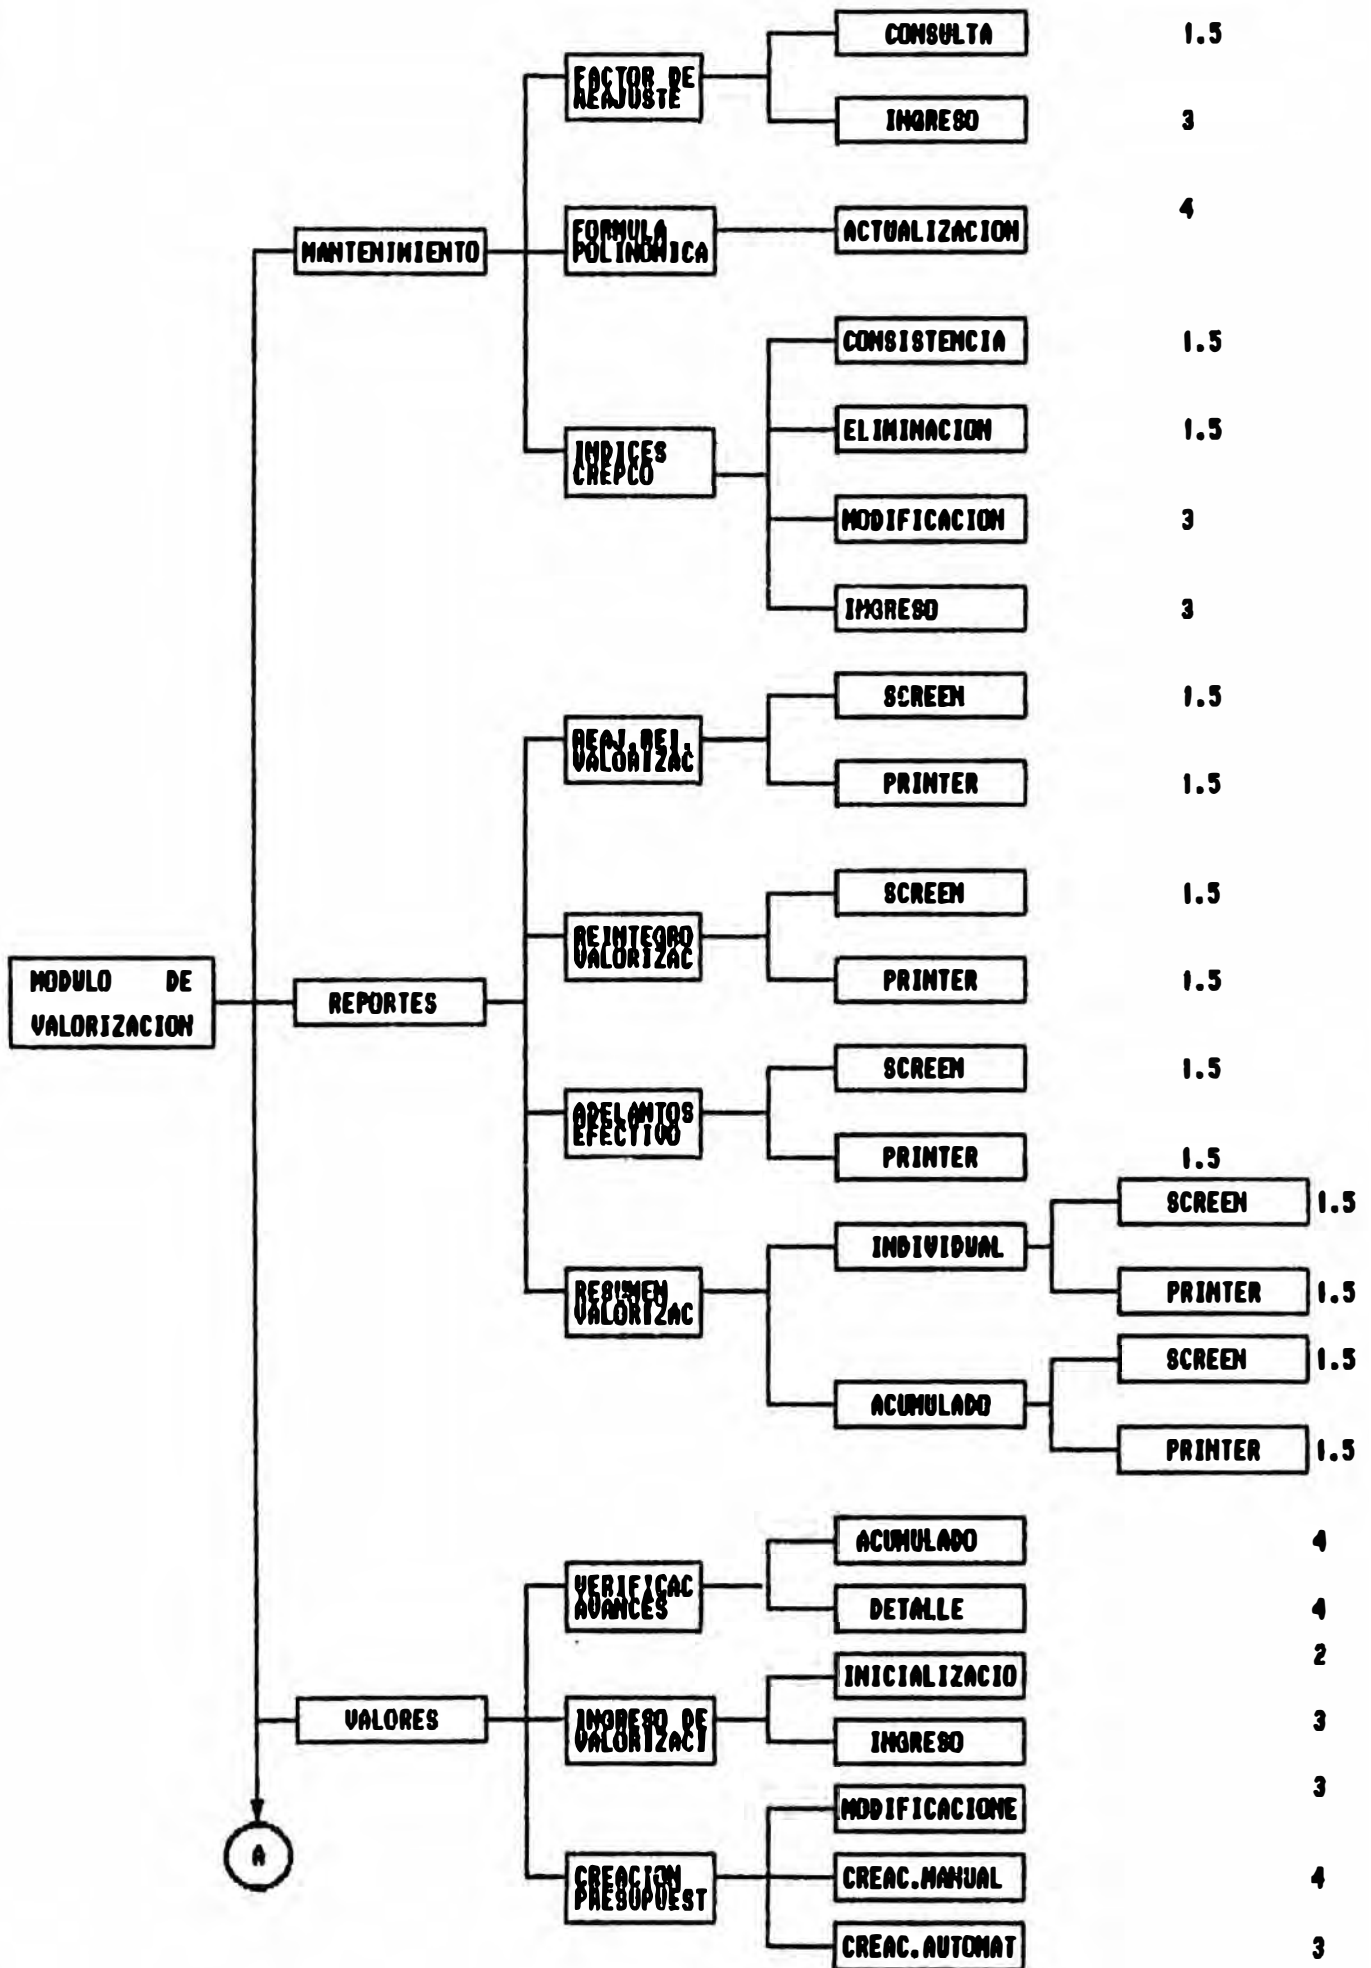 CONSULTA 1.5
FACTOR DE
REAJUSTE
INGRESO 3
4
FORMULA
POLINOMICA
ACTUALIZACION
MANTENIMIENTO
CONSISTENCIA 1.5
ELIMINACION 1.5
INDICES
CREPCO
MODIFICACION 3
INGRESO 3
SCREEN 1.5
REAJ.REI.
VALORIZAC
PRINTER 1.5
SCREEN 1.5
REINTEGRO
VALORIZAC
PRINTER 1.5
MODULO DE
VALORIZACION
REPORTES
SCREEN 1.5
ADELANTOS
EFECTIVO
PRINTER 1.5
SCREEN 1.5
INDIVIDUAL
RESUMEN
VALORIZAC
PRINTER 1.5
SCREEN 1.5
ACUMULADO
PRINTER 1.5
ACUMULADO 4
VERIFICAC
AVANCES
DETALLE 4
2
INICIALIZACIO
VALORES
INGRESO DE
VALORIZACI
3
INGRESO
3
MODIFICACIONE
A
CREACION
PRESUPUEST
CREAC.MANUAL 4
CREAC.AUTOMAT 3